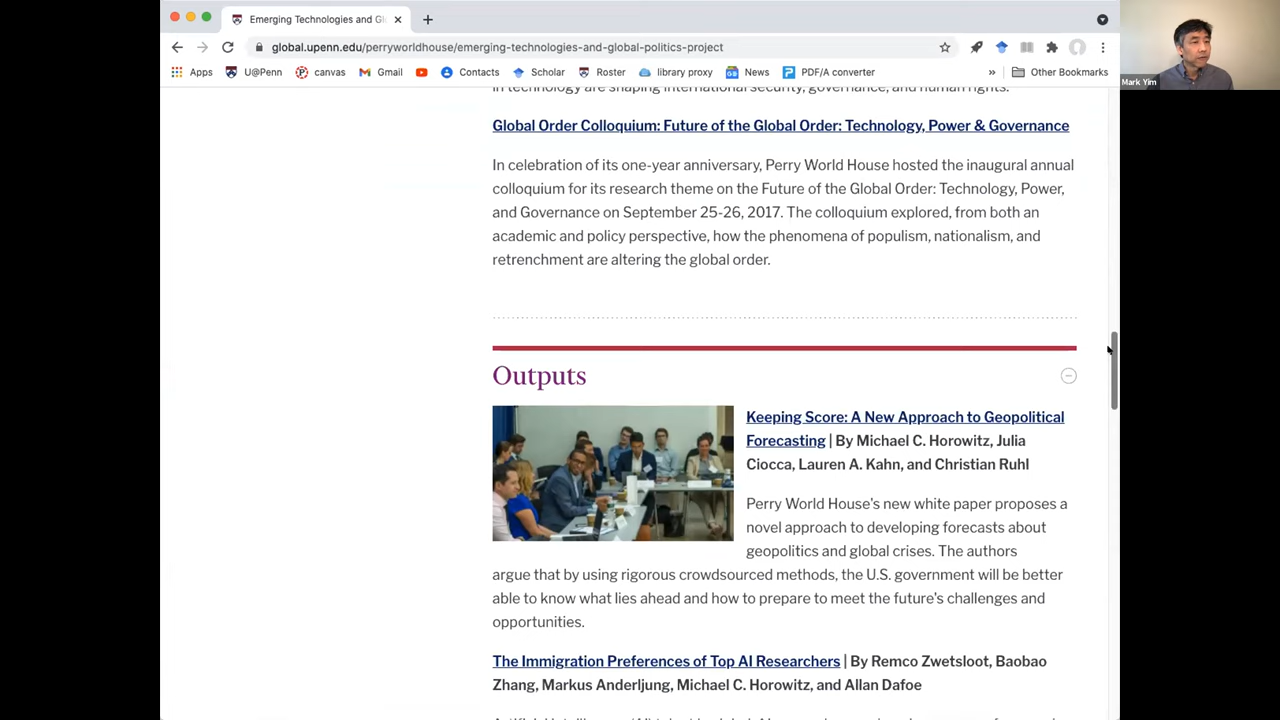 Emerging Technologies and Gl
global.upenn.edu/perryworldhouse/emerging-technologies-and-global-politics-project
Apps U@Penn canvas Gmail Contacts Scholar Roster library proxy News PDF/A converter » Other Bookmarks
Mark Yim
in technology are shaping international security, governance, and human rights.
Global Order Colloquium: Future of the Global Order: Technology, Power & Governance
In celebration of its one-year anniversary, Perry World House hosted the inaugural annual
colloquium for its research theme on the Future of the Global Order: Technology, Power,
and Governance on September 25-26, 2017. The colloquium explored, from both an
academic and policy perspective, how the phenomena of populism, nationalism, and
retrenchment are altering the global order.
Outputs
Keeping Score: A New Approach to Geopolitical
Forecasting | By Michael C. Horowitz, Julia
Ciocca, Lauren A. Kahn, and Christian Ruhl
Perry World House's new white paper proposes a
novel approach to developing forecasts about
geopolitics and global crises. The authors
argue that by using rigorous crowdsourced methods, the U.S. government will be better
able to know what lies ahead and how to prepare to meet the future's challenges and
opportunities.
The Immigration Preferences of Top AI Researchers | By Remco Zwetsloot, Baobao
Zhang, Markus Anderljung, Michael C. Horowitz, and Allan Dafoe